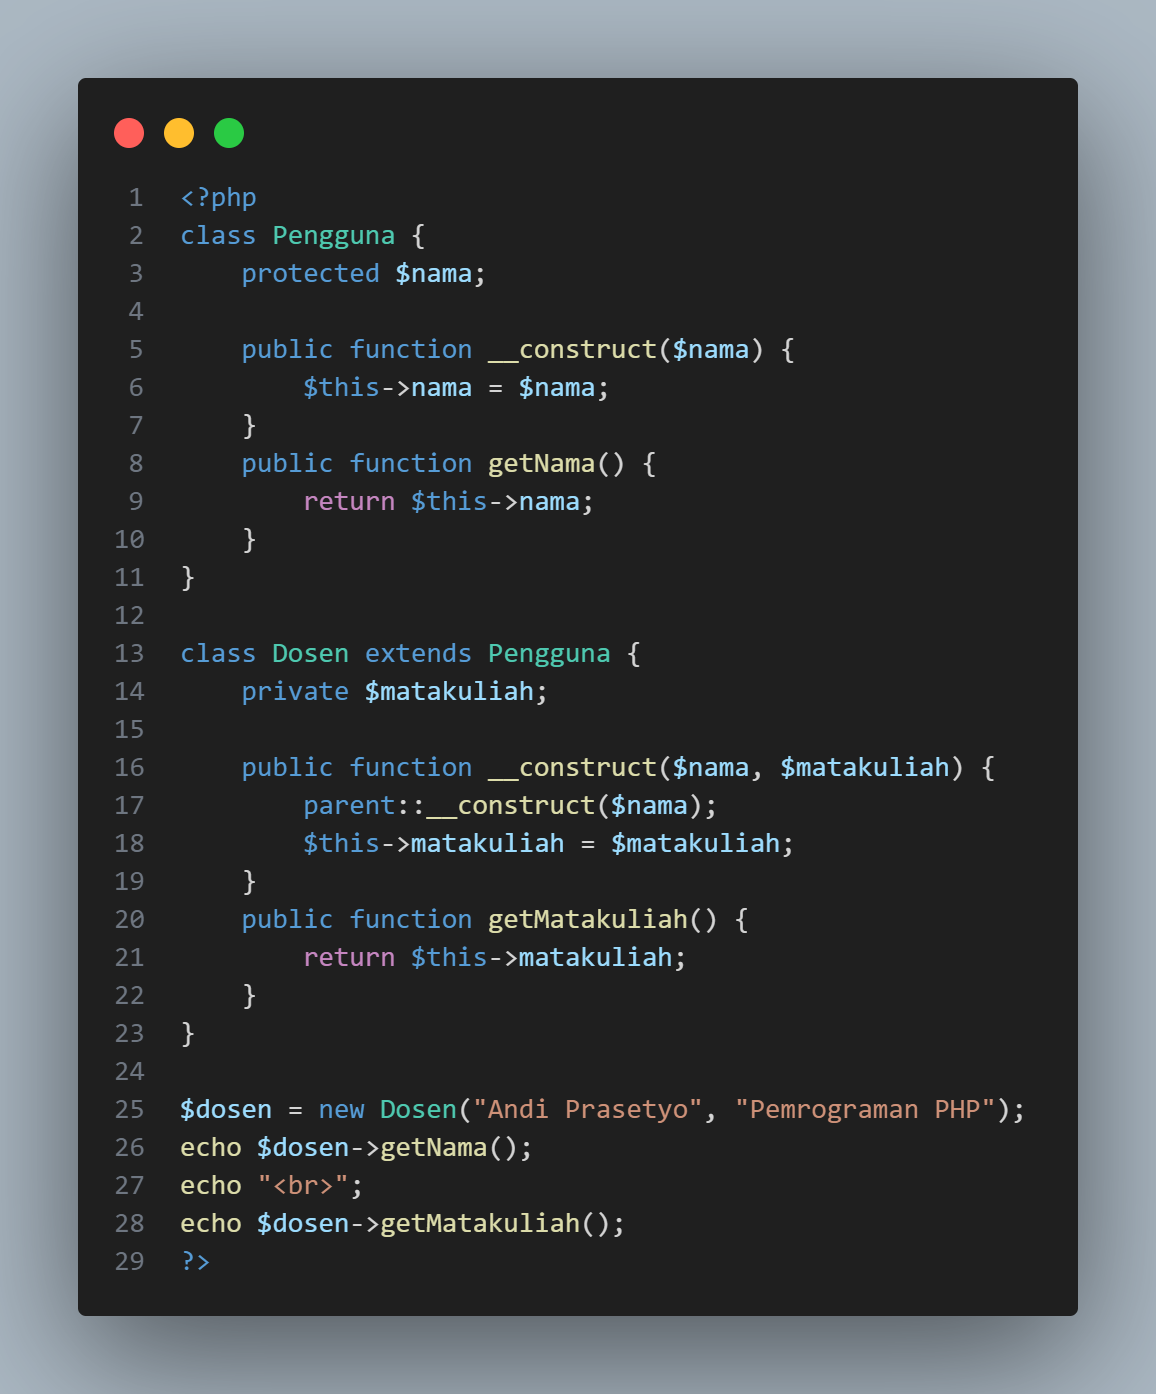 1 <?php
2 class Pengguna {
3     protected $nama;
4
5     public function __construct($nama) {
6         $this->nama = $nama;
7     }
8     public function getNama() {
9         return $this->nama;
10     }
11 }
12
13 class Dosen extends Pengguna {
14     private $matakuliah;
15
16     public function __construct($nama, $matakuliah) {
17         parent::__construct($nama);
18         $this->matakuliah = $matakuliah;
19     }
20     public function getMatakuliah() {
21         return $this->matakuliah;
22     }
23 }
24
25 $dosen = new Dosen("Andi Prasetyo", "Pemrograman PHP");
26 echo $dosen->getNama();
27 echo "<br>";
28 echo $dosen->getMatakuliah();
29 ?>